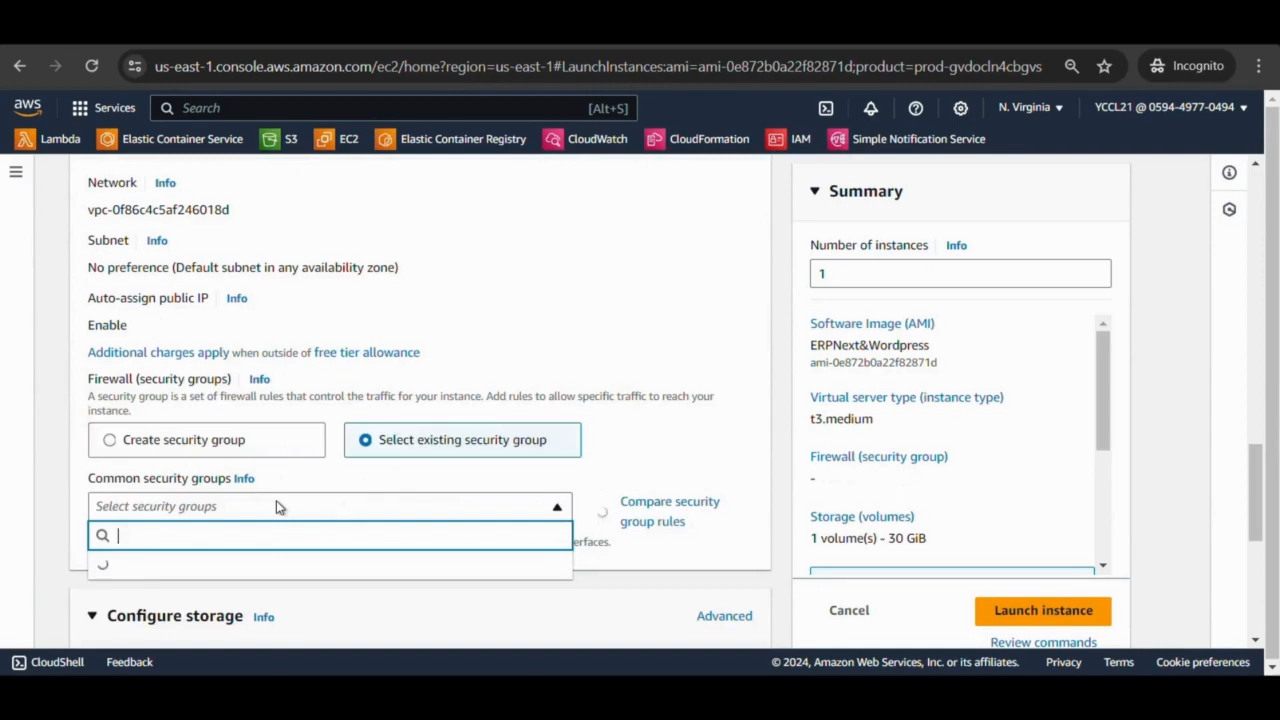 us-east-1.console.aws.amazon.com/ec2/home?region=us-east-1#LaunchInstances:ami=ami-0e872b0a22f82871d;product=prod-gvdocln4cbgvs
Incognito
aws
Services
Search
[Alt+S]
N. Virginia
YCCL21 @ 0594-4977-0494
Lambda
Elastic Container Service
S3
EC2
Elastic Container Registry
CloudWatch
CloudFormation
IAM
Simple Notification Service
Network Info
vpc-0f86c4c5af246018d
Subnet Info
No preference (Default subnet in any availability zone)
Auto-assign public IP Info
Enable
Additional charges apply when outside of free tier allowance
Firewall (security groups) Info
A security group is a set of firewall rules that control the traffic for your instance. Add rules to allow specific traffic to reach your
instance.
Create security group
Select existing security group
Common security groups Info
Select security groups
Compare security
group rules
erfaces.
Configure storage Info
Advanced
Summary
Number of instances Info
1
Software Image (AMI)
ERPNext&Wordpress
ami-0e872b0a22f82871d
Virtual server type (instance type)
t3.medium
Firewall (security group)
-
Storage (volumes)
1 volume(s) - 30 GiB
Cancel
Launch instance
Review commands
CloudShell
Feedback
© 2024, Amazon Web Services, Inc. or its affiliates.
Privacy
Terms
Cookie preferences